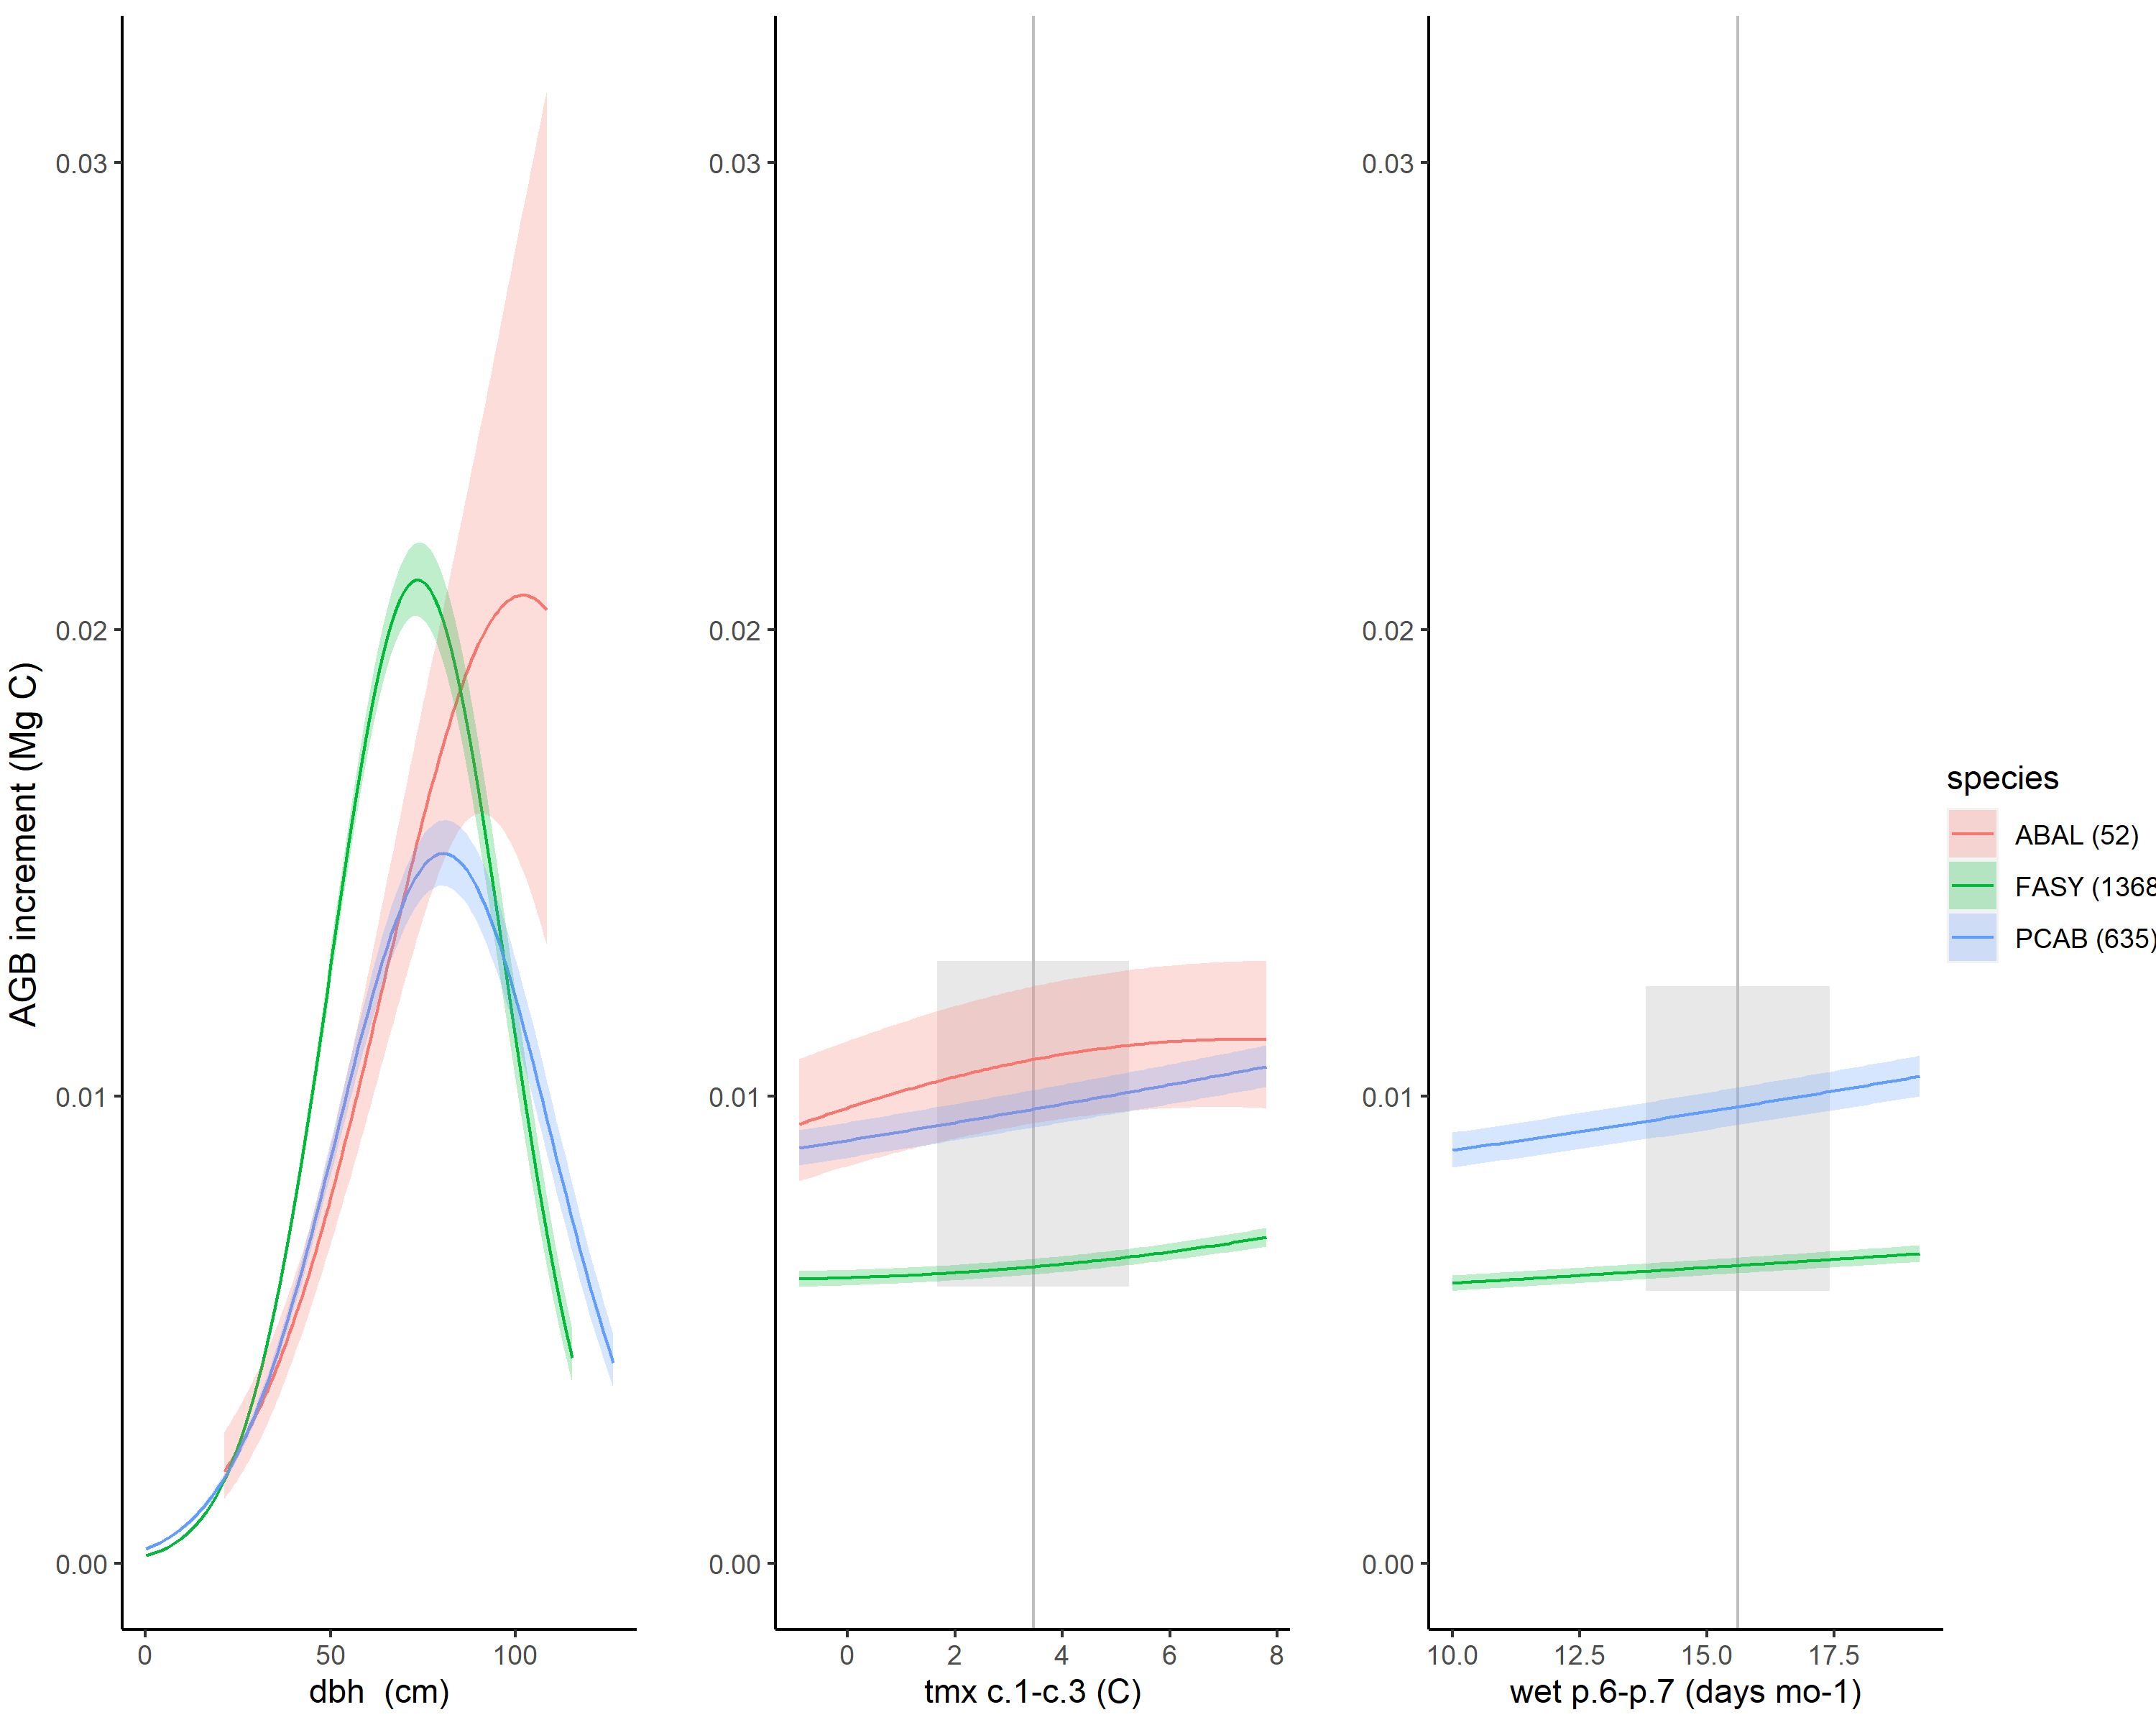 AGB increment (Mg C)
0.03
0.02
0.01
0.00
0 50 100
dbh (cm)
0.03
0.02
0.01
0.00
0 2 4 6 8
tmx c.1-c.3 (C)
0.03
0.02
0.01
0.00
10.0 12.5 15.0 17.5
wet p.6-p.7 (days mo-1)
species
ABAL (52)
FASY (1368
PCAB (635)